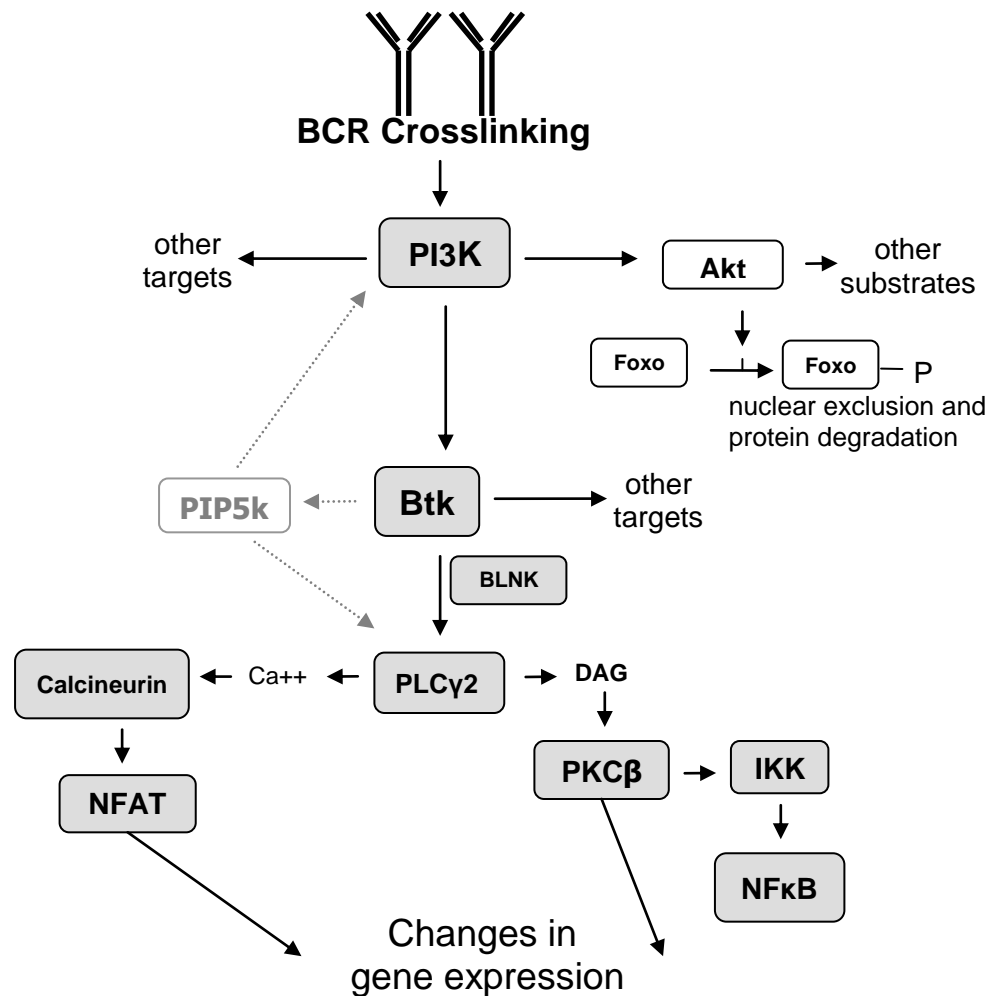 BCR Crosslinking
other
targets
PI3K
Akt
other
substrates
Foxo
Foxo
P
nuclear exclusion and
protein degradation
PIP5k
Btk
other
targets
BLNK
Calcineurin
Ca++
PLCγ2
DAG
PKCβ
IKK
NFAT
NFκB
Changes in
gene expression